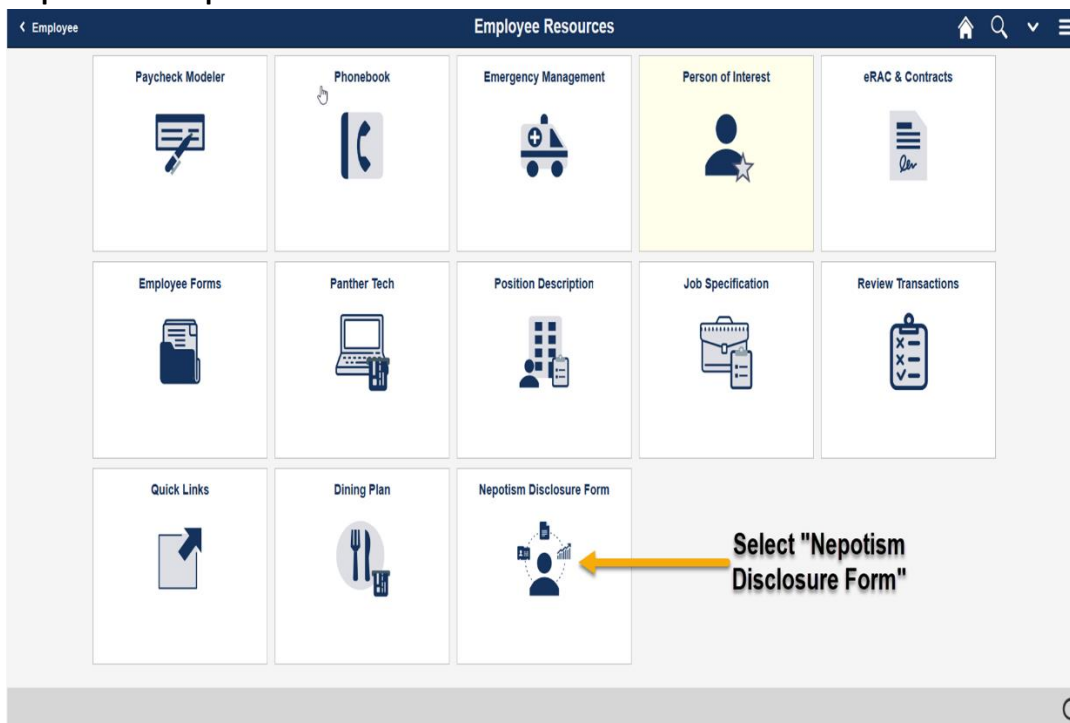 Employee
Employee Resources
Paycheck Modeler
Phonebook
Emergency Management
Person of Interest
eRAC & Contracts
Employee Forms
Panther Tech
Position Description
Job Specification
Review Transactions
Quick Links
Dining Plan
Nepotism Disclosure Form
Select "Nepotism
Disclosure Form"